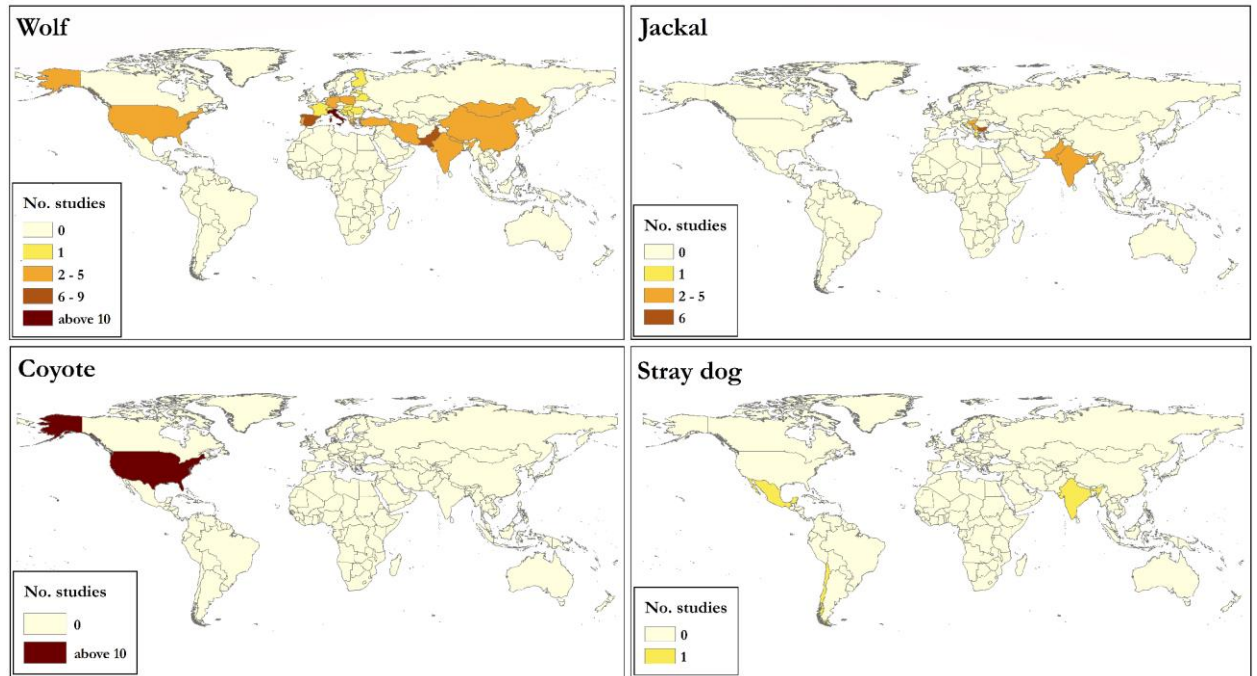 Wolf
No. studies
0
1
2 - 5
6 - 9
above 10
Jackal
No. studies
0
1
2 - 5
6
Coyote
No. studies
0
above 10
Stray dog
No. studies
0
1